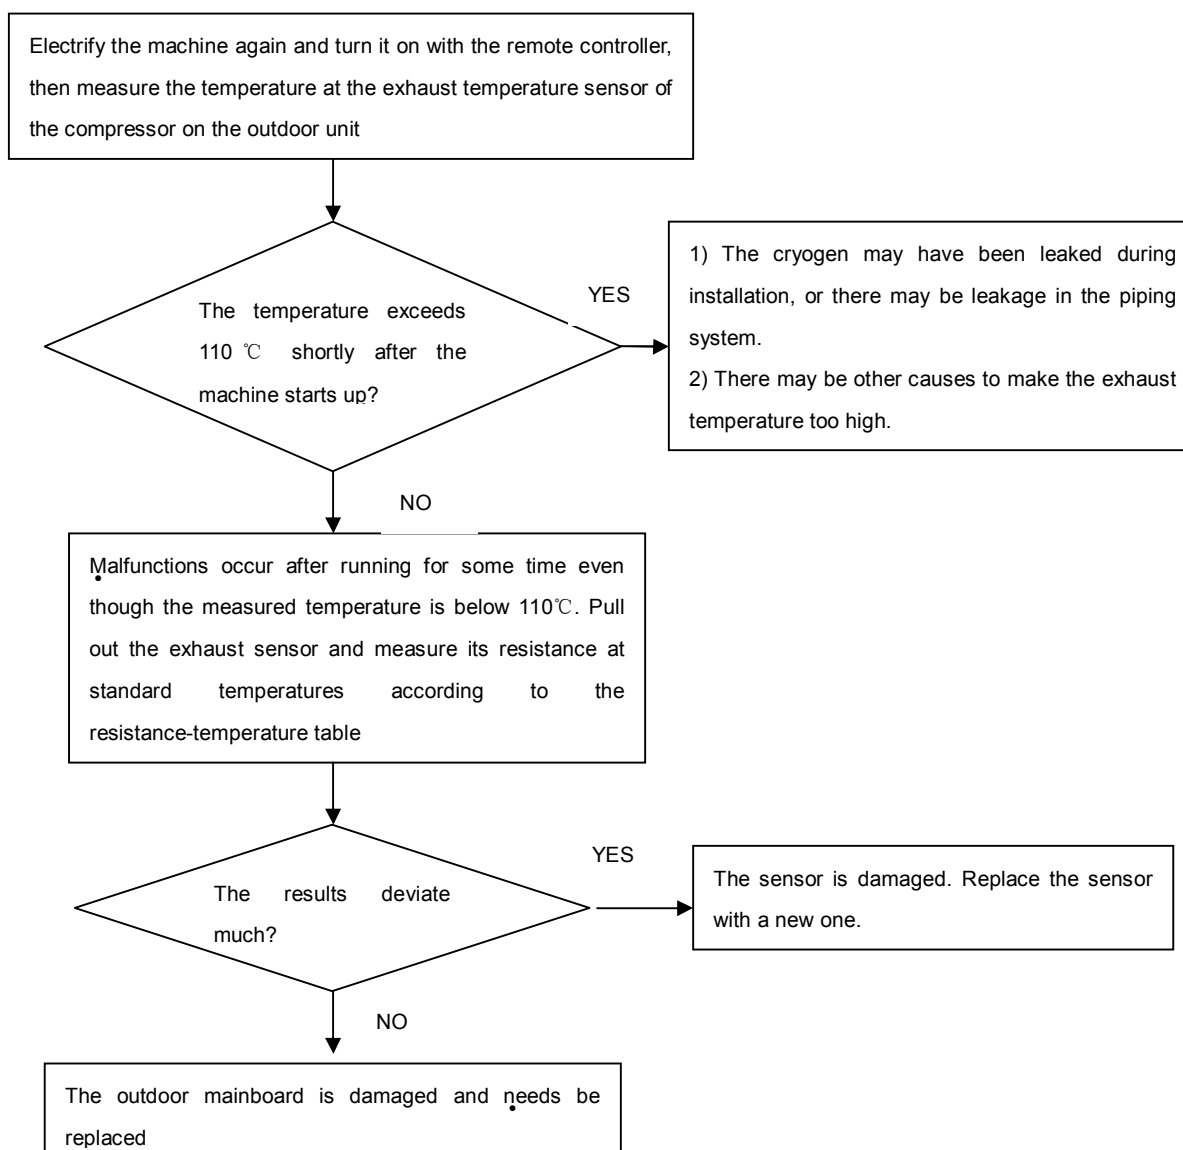 Electrify the machine again and turn it on with the remote controller,
then measure the temperature at the exhaust temperature sensor of
the compressor on the outdoor unit
The temperature exceeds
110 ℃ shortly after the
machine starts up?
YES
1) The cryogen may have been leaked during
installation, or there may be leakage in the piping
system.
2) There may be other causes to make the exhaust
temperature too high.
NO
Malfunctions occur after running for some time even
though the measured temperature is below 110℃. Pull
out the exhaust sensor and measure its resistance at
standard temperatures according to the
resistance-temperature table
The results deviate
much?
YES
The sensor is damaged. Replace the sensor
with a new one.
NO
The outdoor mainboard is damaged and needs be
replaced